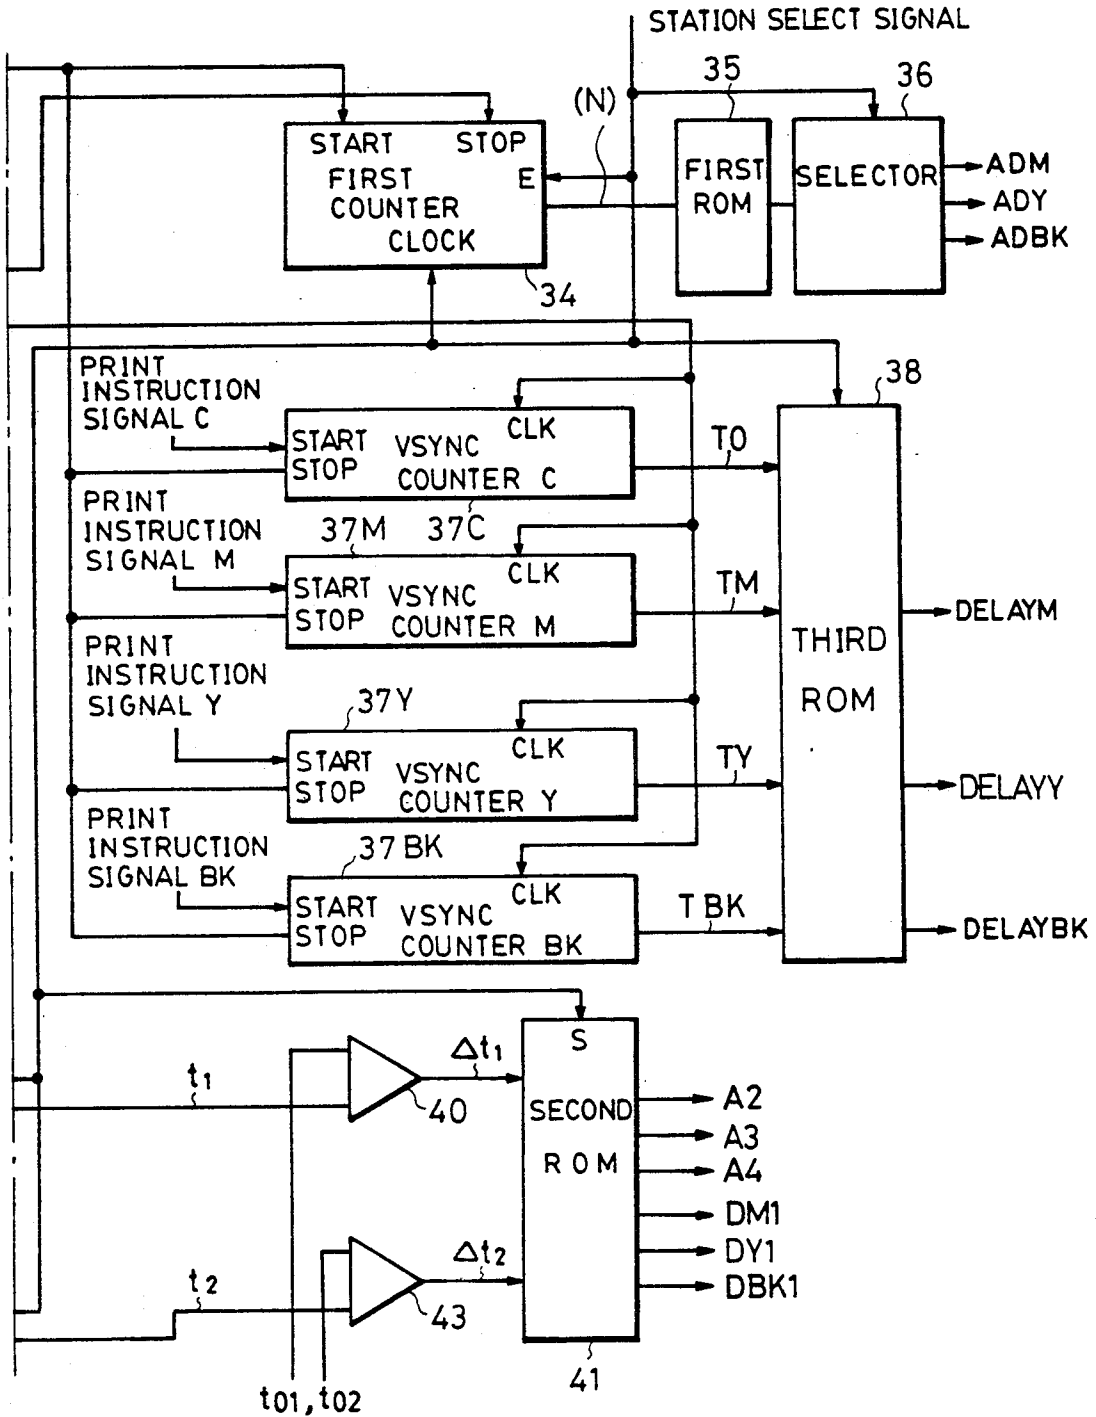 STATION SELECT SIGNAL
35
36
(N)
START
STOP
FIRST
E
COUNTER
CLOCK
34
FIRST
ROM
SELECTOR
ADM
ADY
ADBK
PRINT
INSTRUCTION
SIGNAL C
START
STOP
CLK
VSYNC
COUNTER C
37C
T0
38
PRINT
INSTRUCTION
SIGNAL M
37M
START
STOP
CLK
VSYNC
COUNTER M
TM
THIRD
ROM
DELAYM
PRINT
INSTRUCTION
SIGNAL Y
37Y
START
STOP
CLK
VSYNC
COUNTER Y
TY
DELAYY
PRINT
INSTRUCTION
SIGNAL BK
37BK
START
STOP
CLK
VSYNC
COUNTER BK
TBK
DELAYBK
t1
40
Δt1
S
SECOND
ROM
A2
A3
A4
DM1
DY1
DBK1
t2
43
Δt2
41
t01, t02